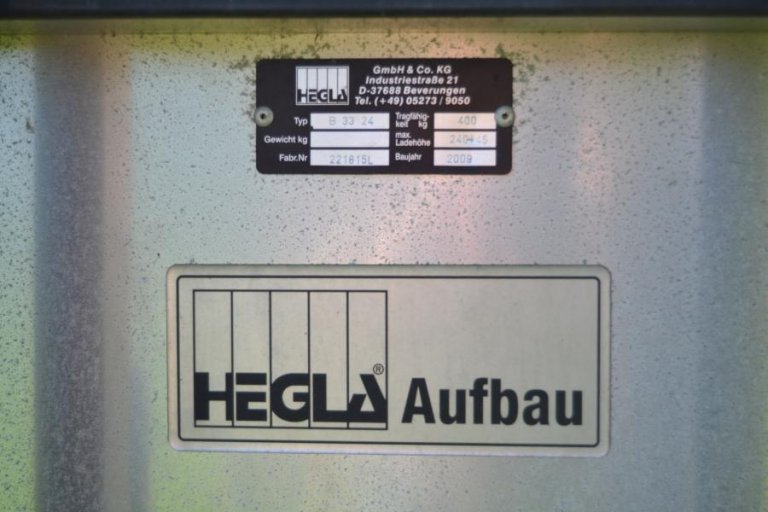 HEGLA
GmbH & Co. KG
Industriestraße 21
D-37688 Beverungen
Tel. (+49) 05273 / 9050
Typ B 33 24 Tragfähig-keit kg 400
Gewicht kg max. Ladehöhe
Fabr.Nr 221815L Baujahr 2009
HEGLA® Aufbau